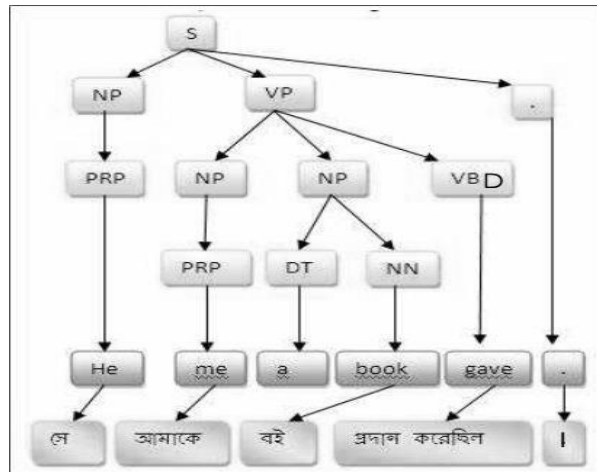 S
NP VP .
PRP NP NP VBD
PRP DT NN
He me a book gave .
সে আমাকে বই প্রদান করেছিল ।